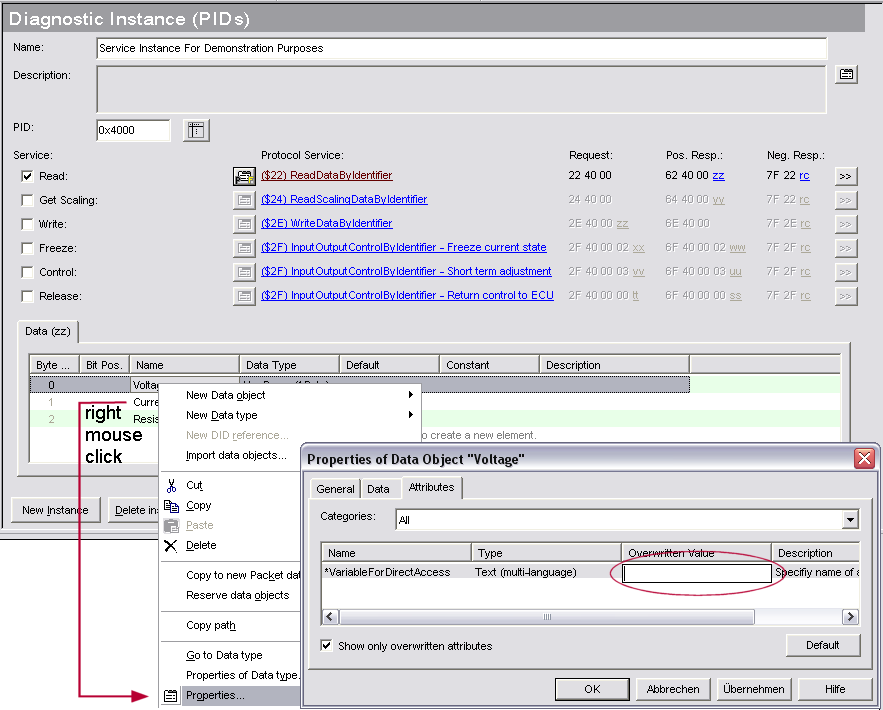 Diagnostic Instance (PIDs)
Name: Service Instance For Demonstration Purposes
Description:
PID: 0x4000
Service: Protocol Service: Request: Pos. Resp.: Neg. Resp.:
Read: ($22) ReadDataByIdentifier 22 40 00 62 40 00 zz 7F 22 rc >>
Get Scaling: ($24) ReadScalingDataByIdentifier 24 40 00 64 40 00 yy 7F 22 rc >>
Write: ($2E) WriteDataByIdentifier 2E 40 00 zz 6E 40 00 7F 2E rc >>
Freeze: ($2F) InputOutputControlByIdentifier - Freeze current state 2F 40 00 02 xx 6F 40 00 02 ww 7F 2F rc >>
Control: ($2F) InputOutputControlByIdentifier - Short term adjustment 2F 40 00 03 vv 6F 40 00 03 uu 7F 2F rc >>
Release: ($2F) InputOutputControlByIdentifier - Return control to ECU 2F 40 00 00 tt 6F 40 00 00 ss 7F 2F rc >>
Data (zz)
Byte ... Bit Pos. Name Data Type Default Constant Description
0 Voltag
1 Curre
2 Resis
right
mouse
click
o create a new element.
New Instance Delete ins
New Data object
New Data type
New DID reference...
Import data objects...
Cut
Copy
Paste
Delete
Copy to new Packet dat
Reserve data objects
Copy path
Go to Data type
Properties of Data type.
Properties...
Properties of Data Object "Voltage"
General Data Attributes
Categories: All
Name Type Overwritten Value Description
*VariableForDirectAccess Text (multi-language) Specifiy name of a
Show only overwritten attributes Default
OK Abbrechen Übernehmen Hilfe